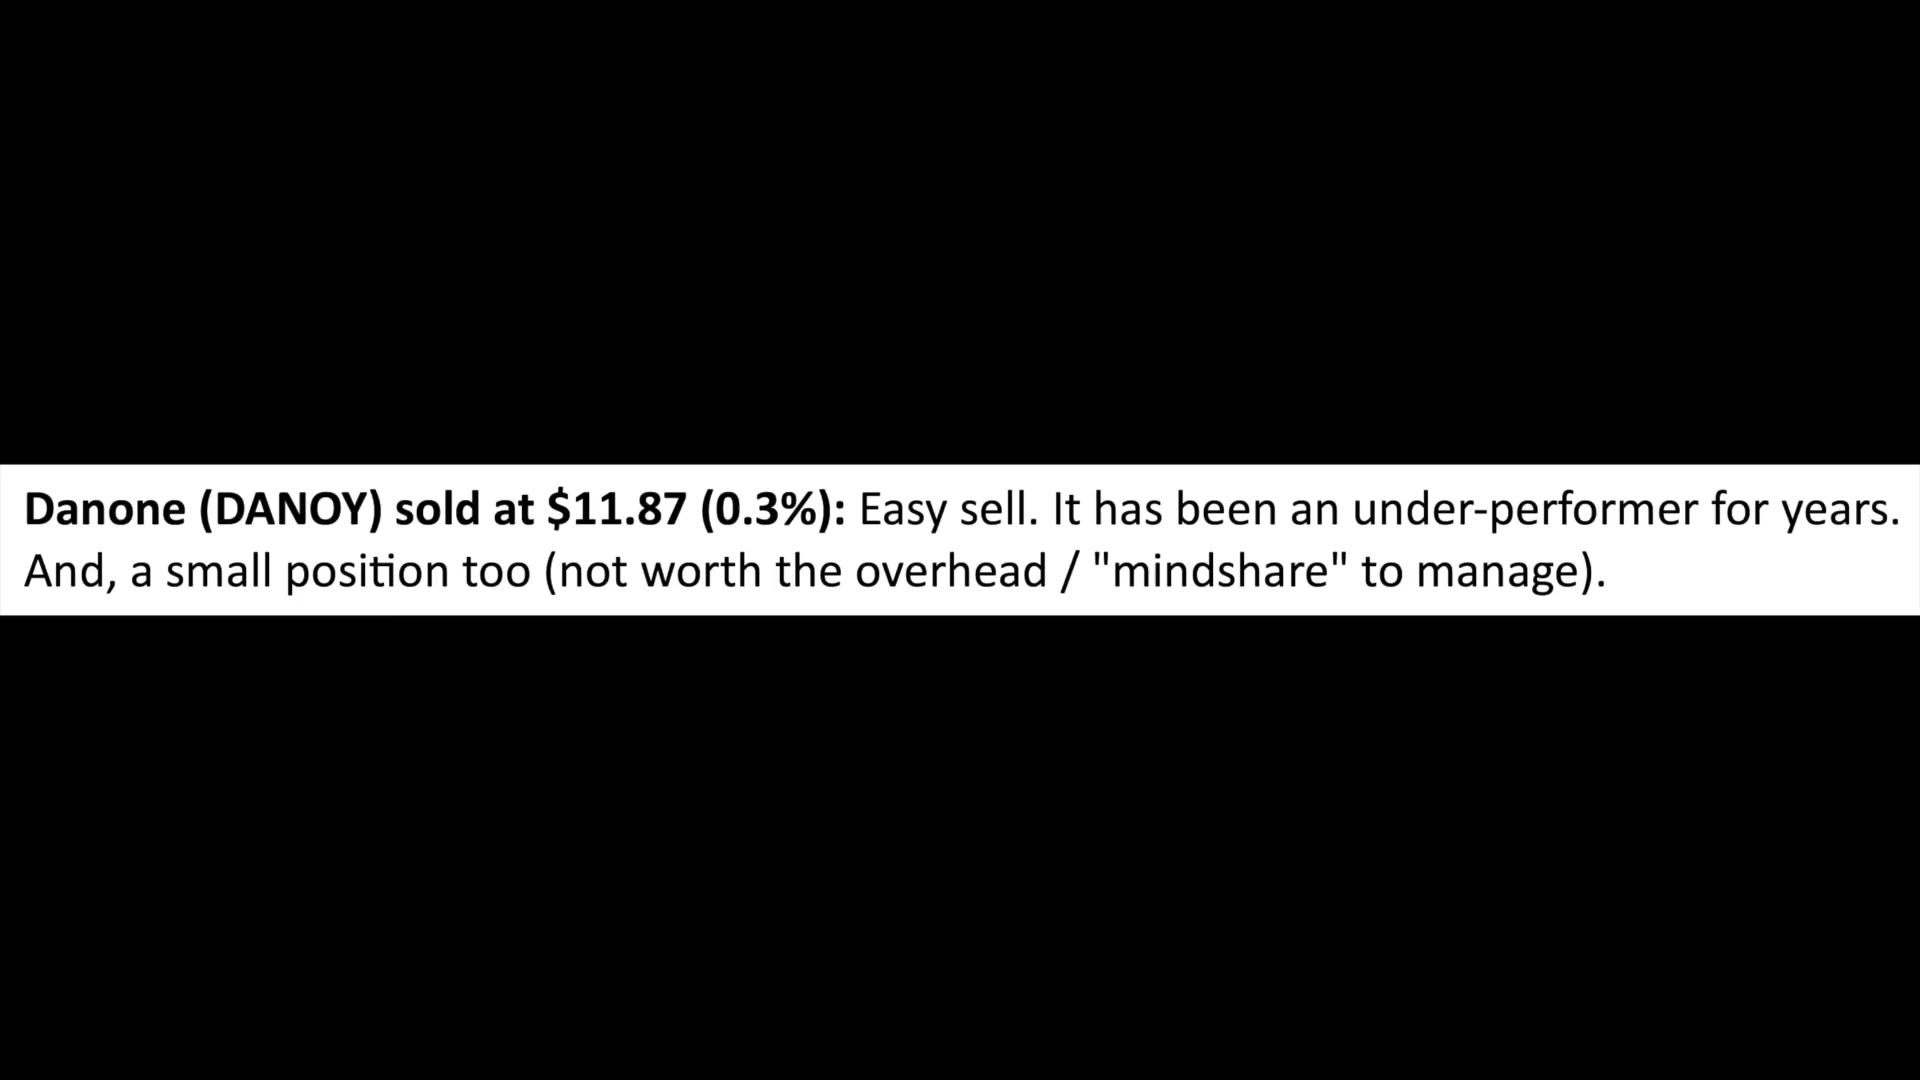 Danone (DANOY) sold at $11.87 (0.3%): Easy sell. It has been an under-performer for years.
And, a small position too (not worth the overhead / "mindshare" to manage).